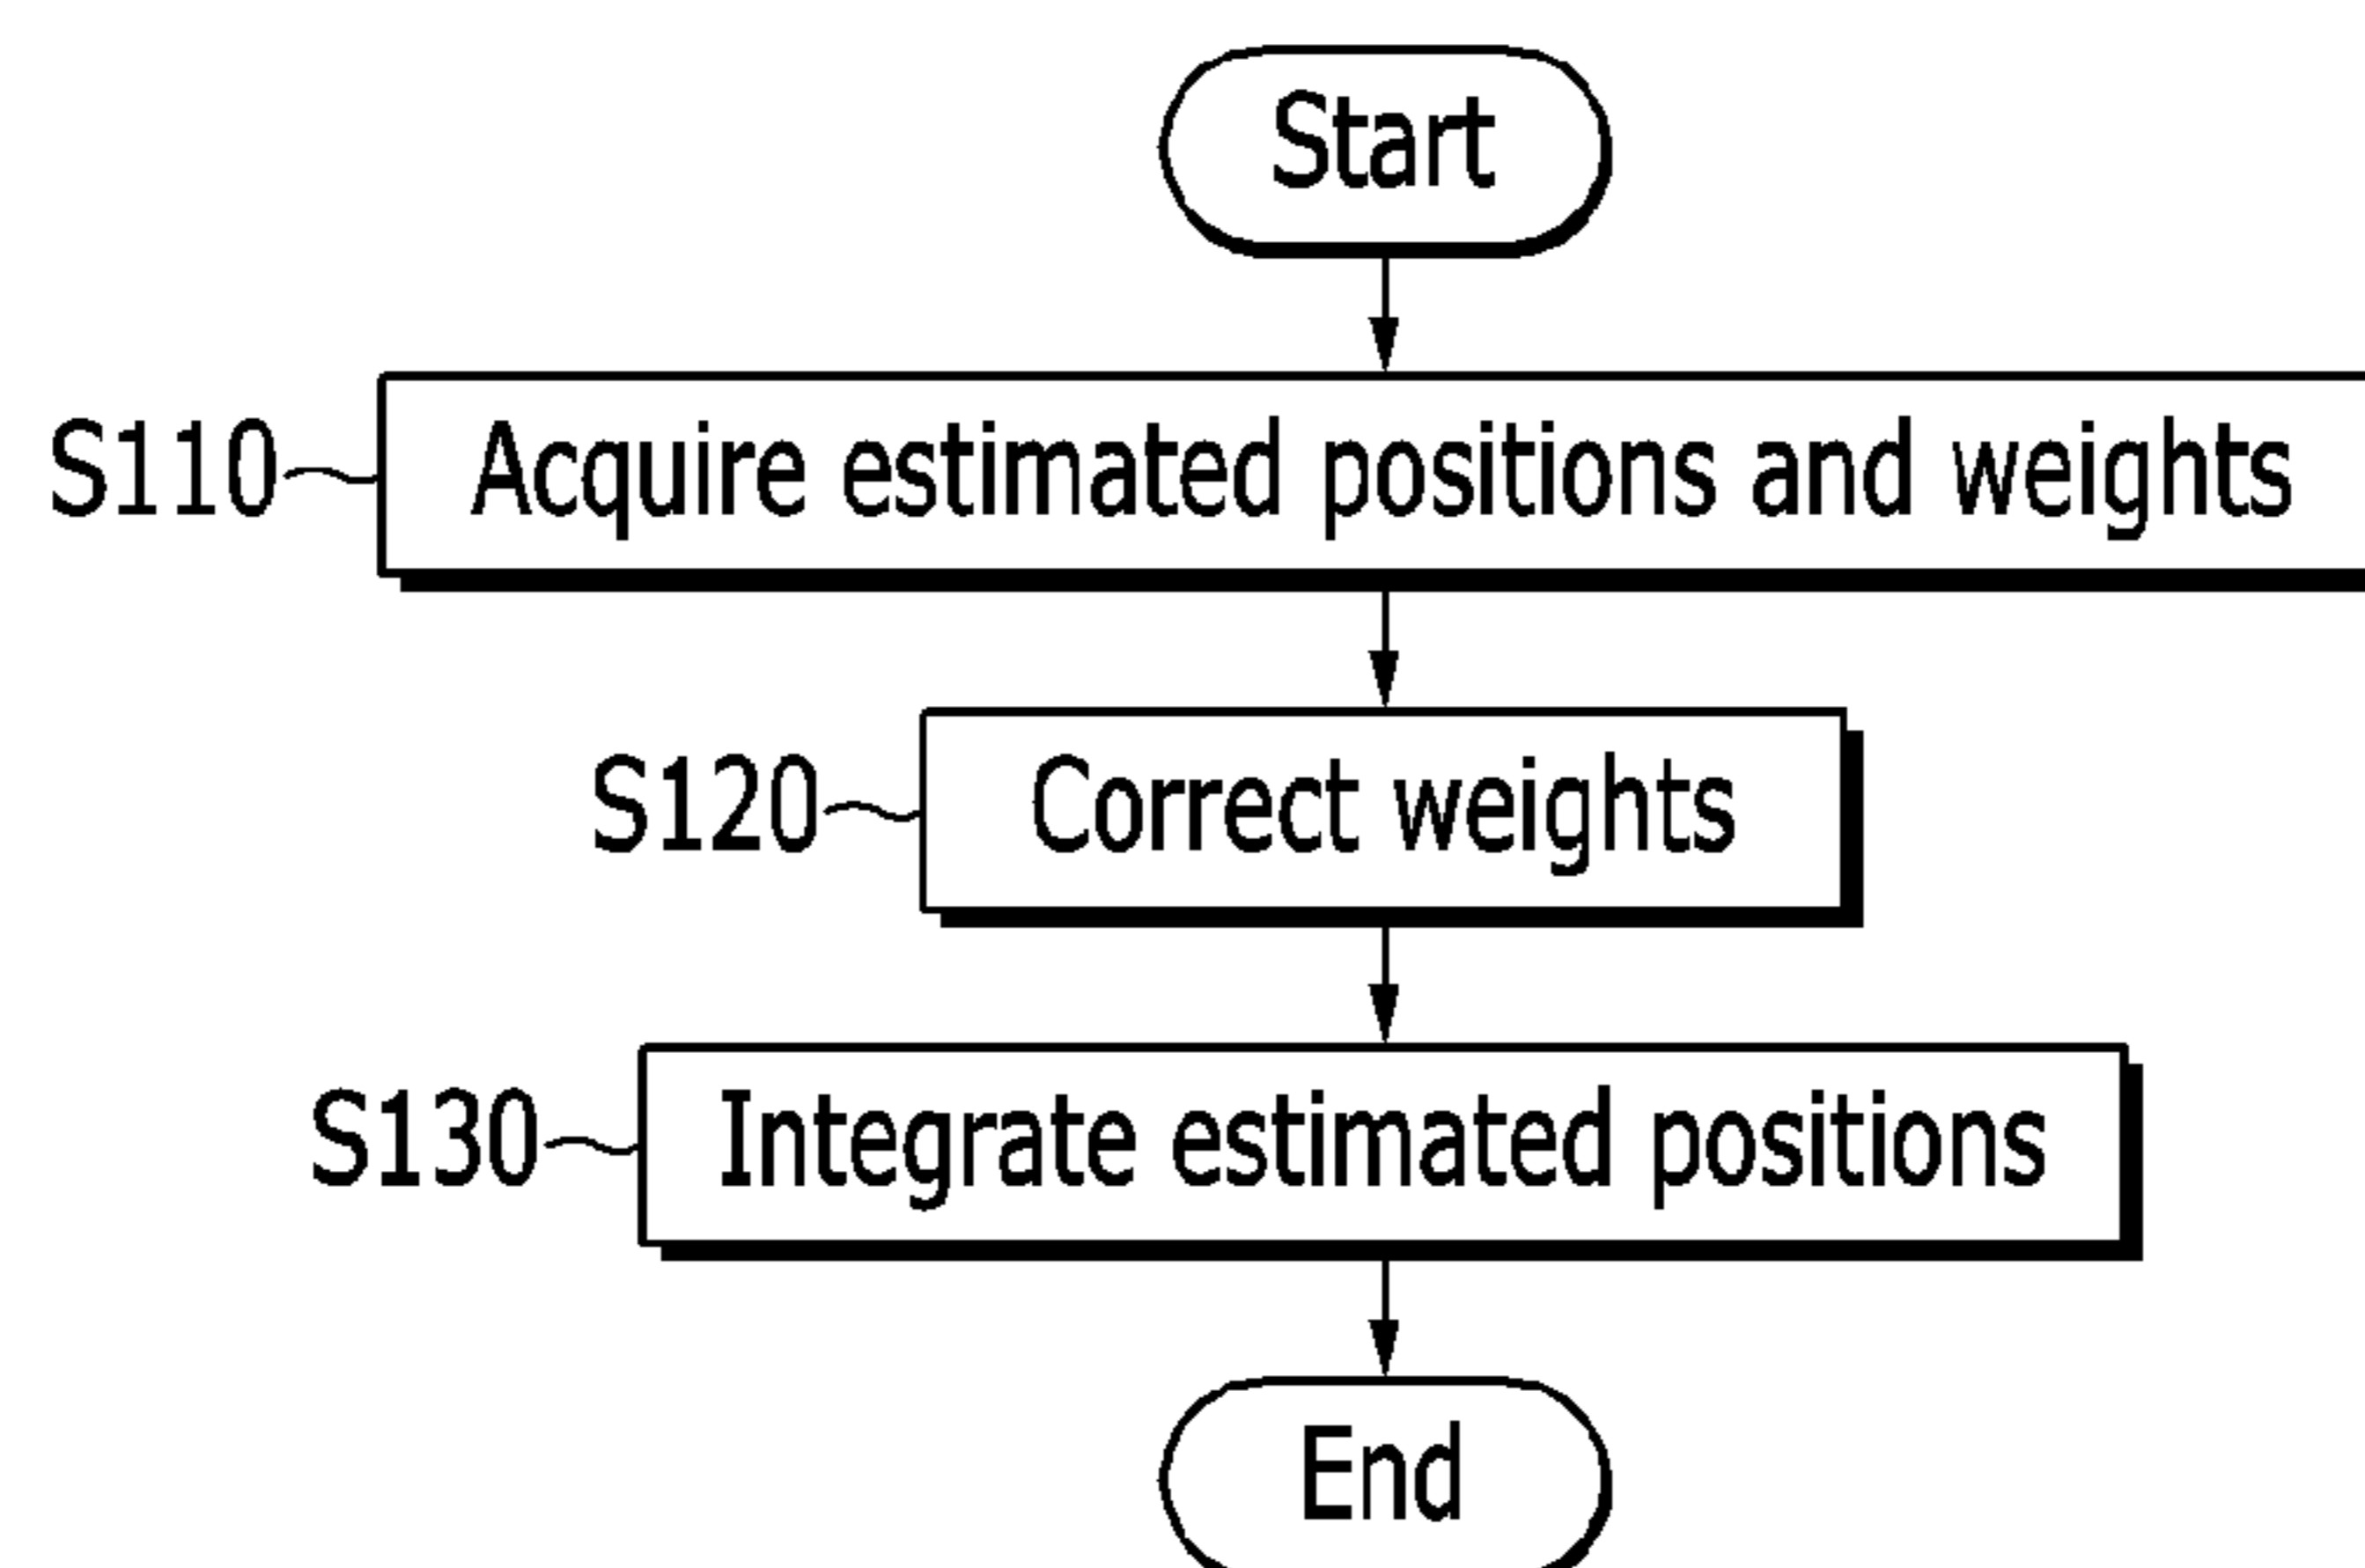 Start
S110 Acquire estimated positions and weights
S120 Correct weights
S130 Integrate estimated positions
End